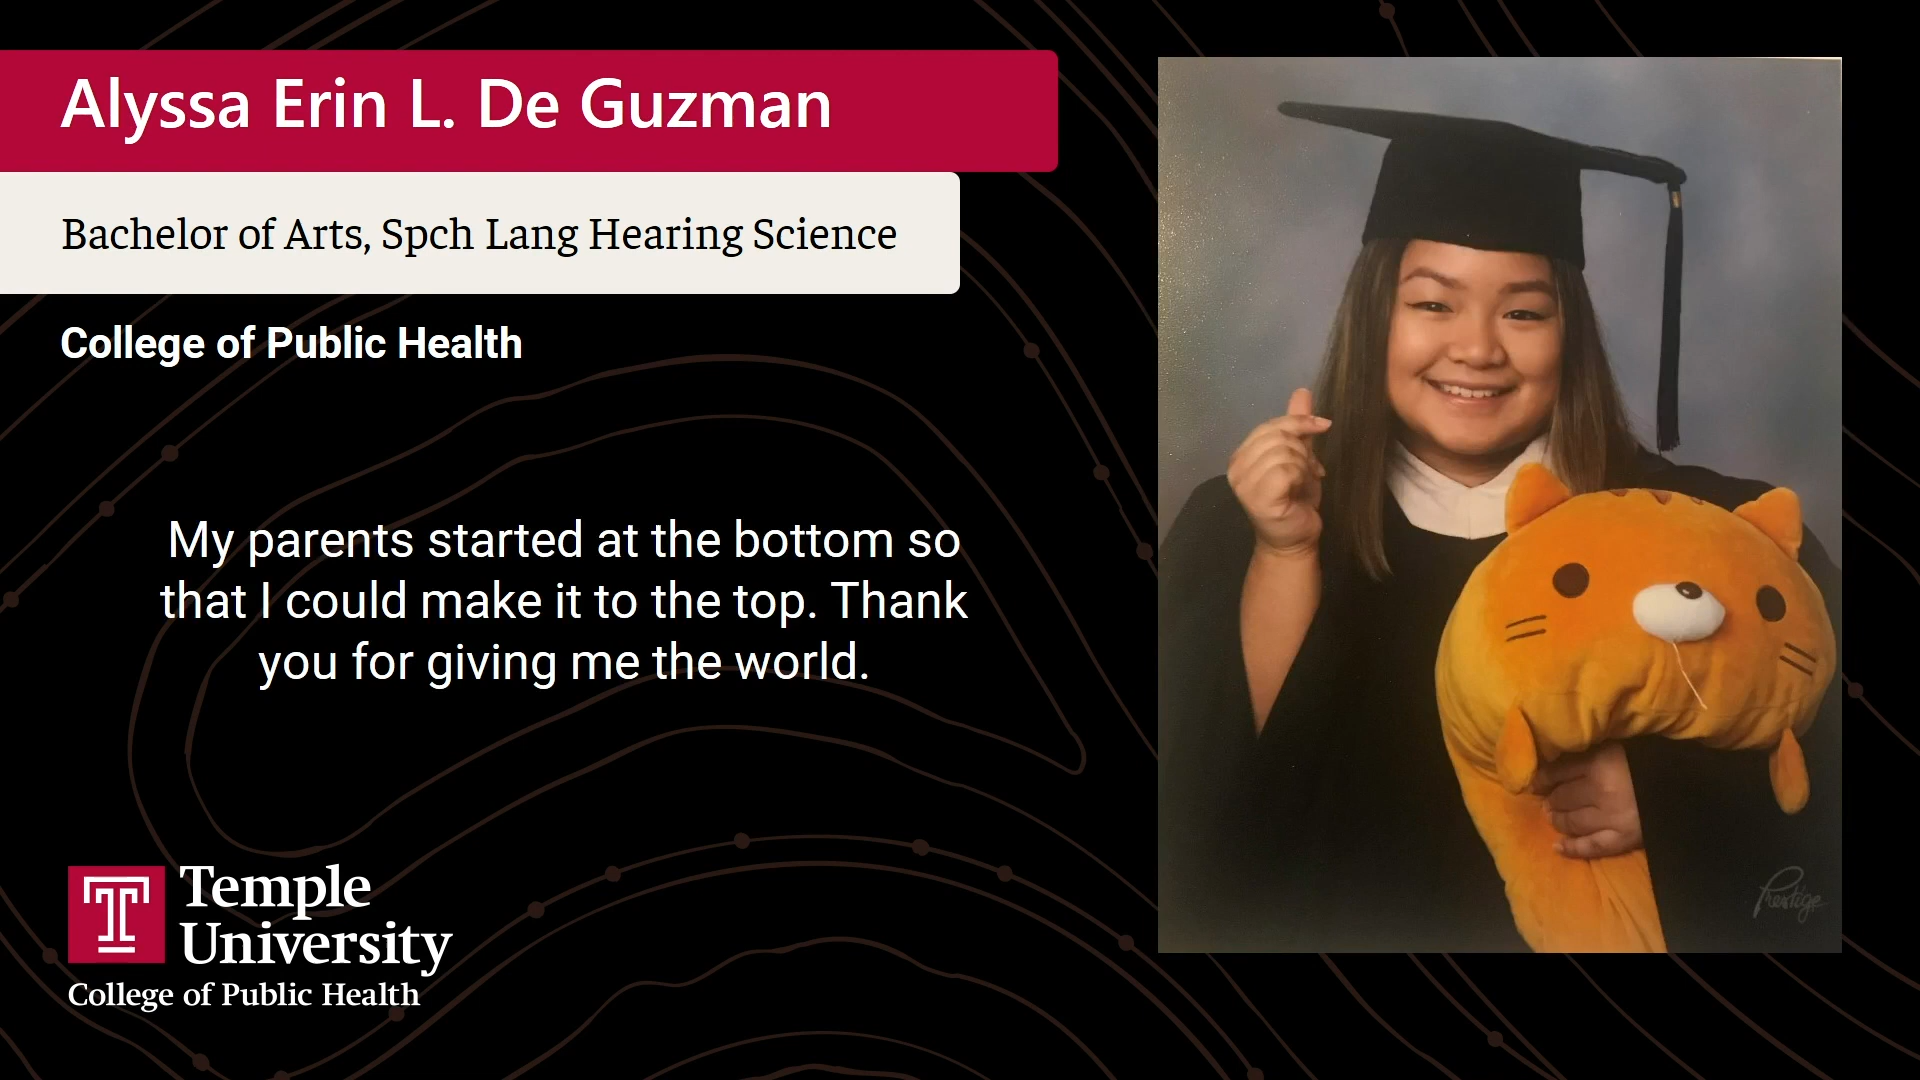 Alyssa Erin L. De Guzman
Bachelor of Arts, Spch Lang Hearing Science
College of Public Health
My parents started at the bottom so
that I could make it to the top. Thank
you for giving me the world.
Temple
University
College of Public Health
Prestige